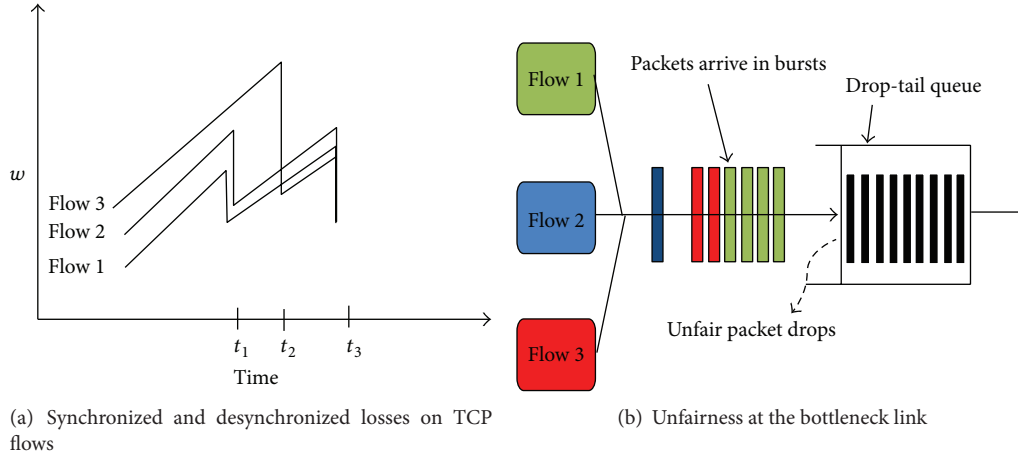 w
Flow 3
Flow 2
Flow 1
t1
t2
t3
Time
(a) Synchronized and desynchronized losses on TCP
flows
Flow 1
Flow 2
Flow 3
Packets arrive in bursts
Drop-tail queue
Unfair packet drops
(b) Unfairness at the bottleneck link